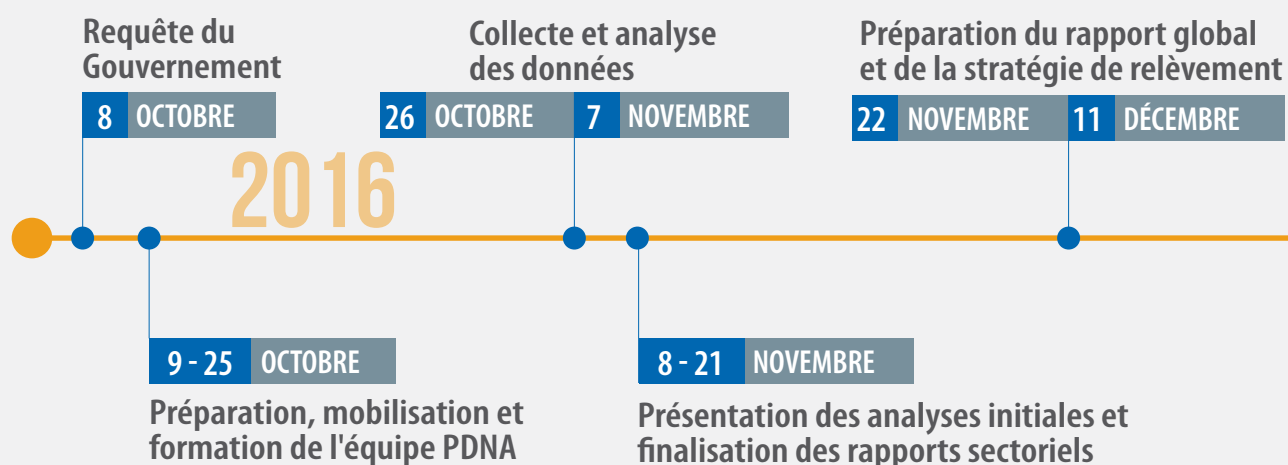 Requête du
Gouvernement
8 OCTOBRE
Collecte et analyse
des données
26 OCTOBRE 7 NOVEMBRE
Préparation du rapport global
et de la stratégie de relèvement
22 NOVEMBRE 11 DÉCEMBRE
2016
9 - 25 OCTOBRE
Préparation, mobilisation et
formation de l'équipe PDNA
8 - 21 NOVEMBRE
Présentation des analyses initiales et
finalisation des rapports sectoriels